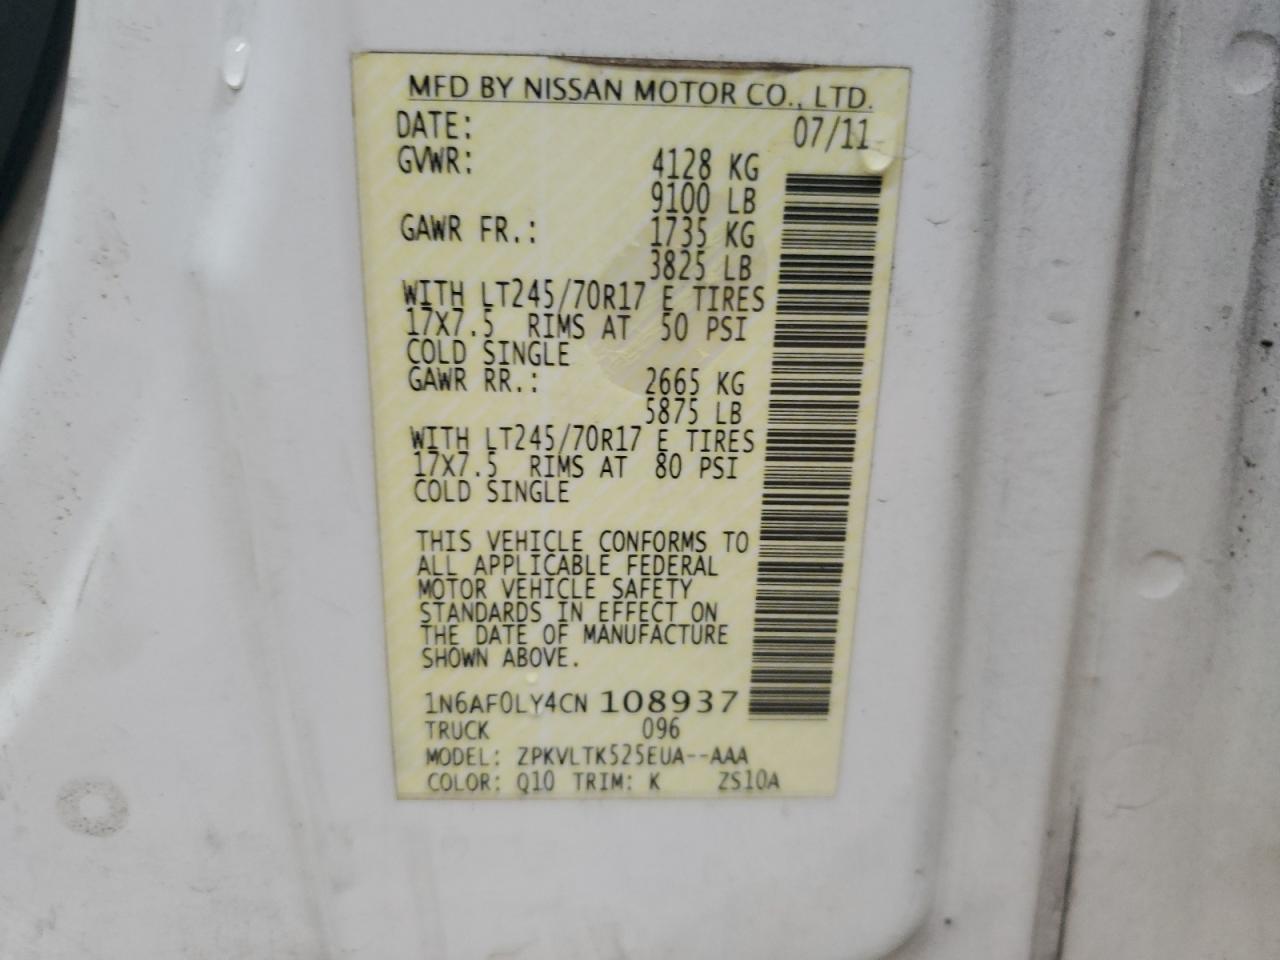 MFD BY NISSAN MOTOR CO., LTD.
DATE: 07/11
GVWR: 4128 KG
9100 LB
GAWR FR.: 1735 KG
3825 LB
WITH LT245/70R17 E TIRES
17X7.5 RIMS AT 50 PSI
COLD SINGLE
GAWR RR.: 2665 KG
5875 LB
WITH LT245/70R17 E TIRES
17X7.5 RIMS AT 80 PSI
COLD SINGLE
THIS VEHICLE CONFORMS TO
ALL APPLICABLE FEDERAL
MOTOR VEHICLE SAFETY
STANDARDS IN EFFECT ON
THE DATE OF MANUFACTURE
SHOWN ABOVE.
1N6AF0LY4CN 108937
TRUCK 096
MODEL: ZPKVLTK525EUA--AAA
COLOR: Q10 TRIM: K ZS10A